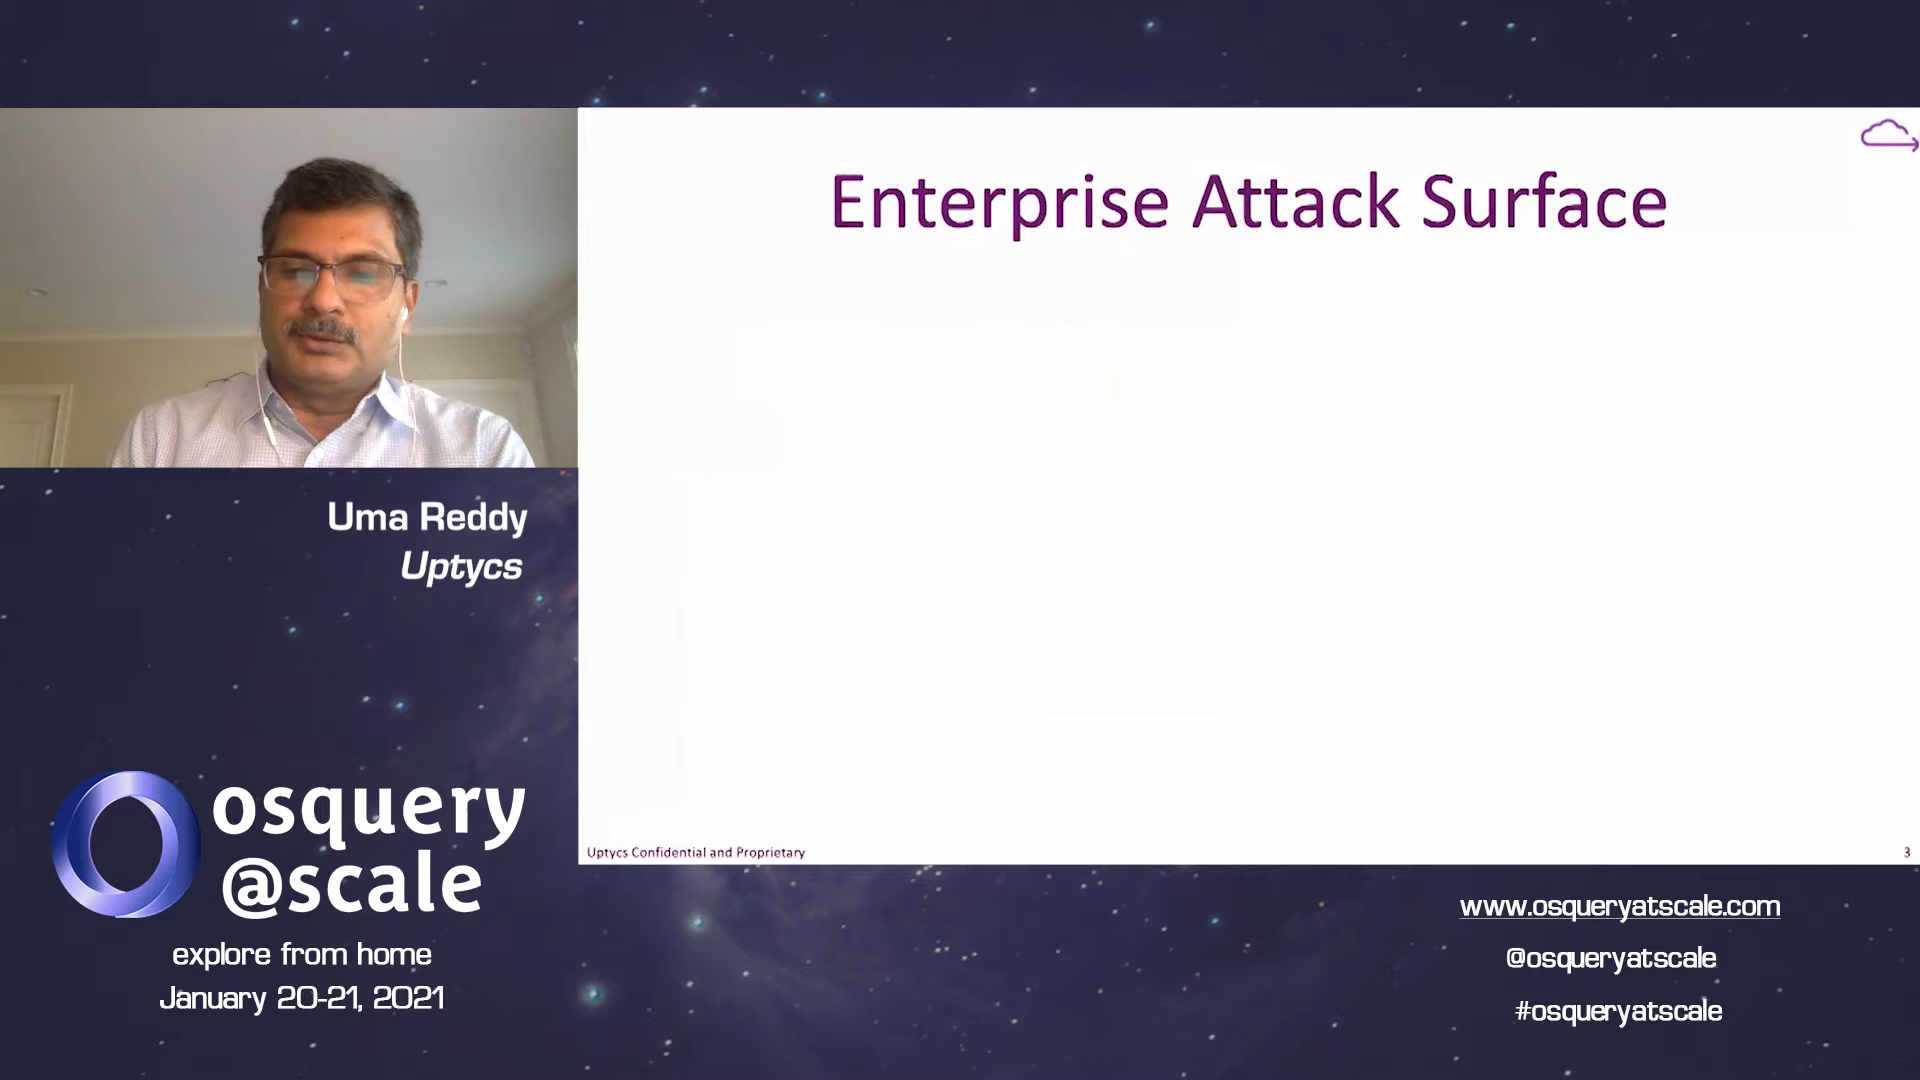 Enterprise Attack Surface
Uma Reddy
Uptycs
osquery
@scale
explore from home
January 20-21, 2021
Uptycs Confidential and Proprietary
3
www.osqueryatscale.com
@osqueryatscale
#osqueryatscale